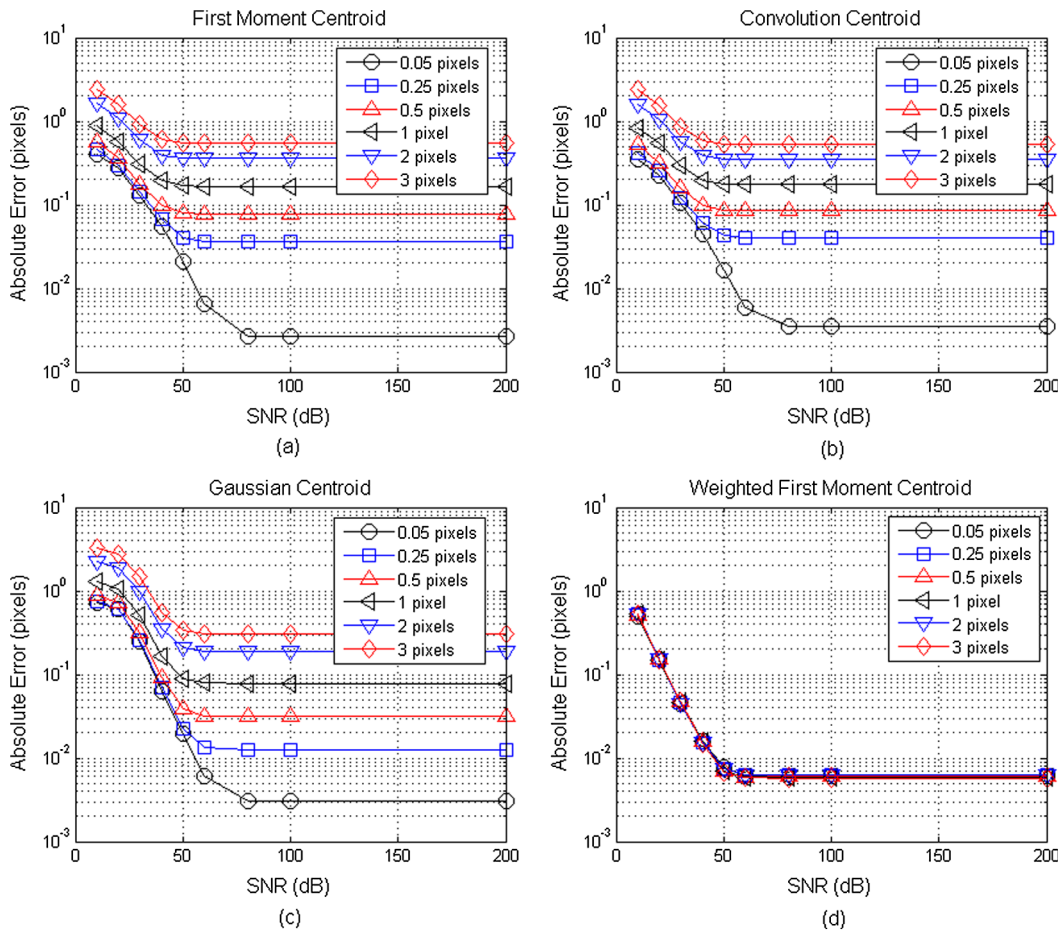 First Moment Centroid
10^1
10^0
10^-1
10^-2
10^-3
Absolute Error (pixels)
0.05 pixels
0.25 pixels
0.5 pixels
1 pixel
2 pixels
3 pixels
0 50 100 150 200
SNR (dB)
(a)
Convolution Centroid
10^1
10^0
10^-1
10^-2
10^-3
Absolute Error (pixels)
0.05 pixels
0.25 pixels
0.5 pixels
1 pixel
2 pixels
3 pixels
0 50 100 150 200
SNR (dB)
(b)
Gaussian Centroid
10^1
10^0
10^-1
10^-2
10^-3
Absolute Error (pixels)
0.05 pixels
0.25 pixels
0.5 pixels
1 pixel
2 pixels
3 pixels
0 50 100 150 200
SNR (dB)
(c)
Weighted First Moment Centroid
10^1
10^0
10^-1
10^-2
10^-3
Absolute Error (pixels)
0.05 pixels
0.25 pixels
0.5 pixels
1 pixel
2 pixels
3 pixels
0 50 100 150 200
SNR (dB)
(d)